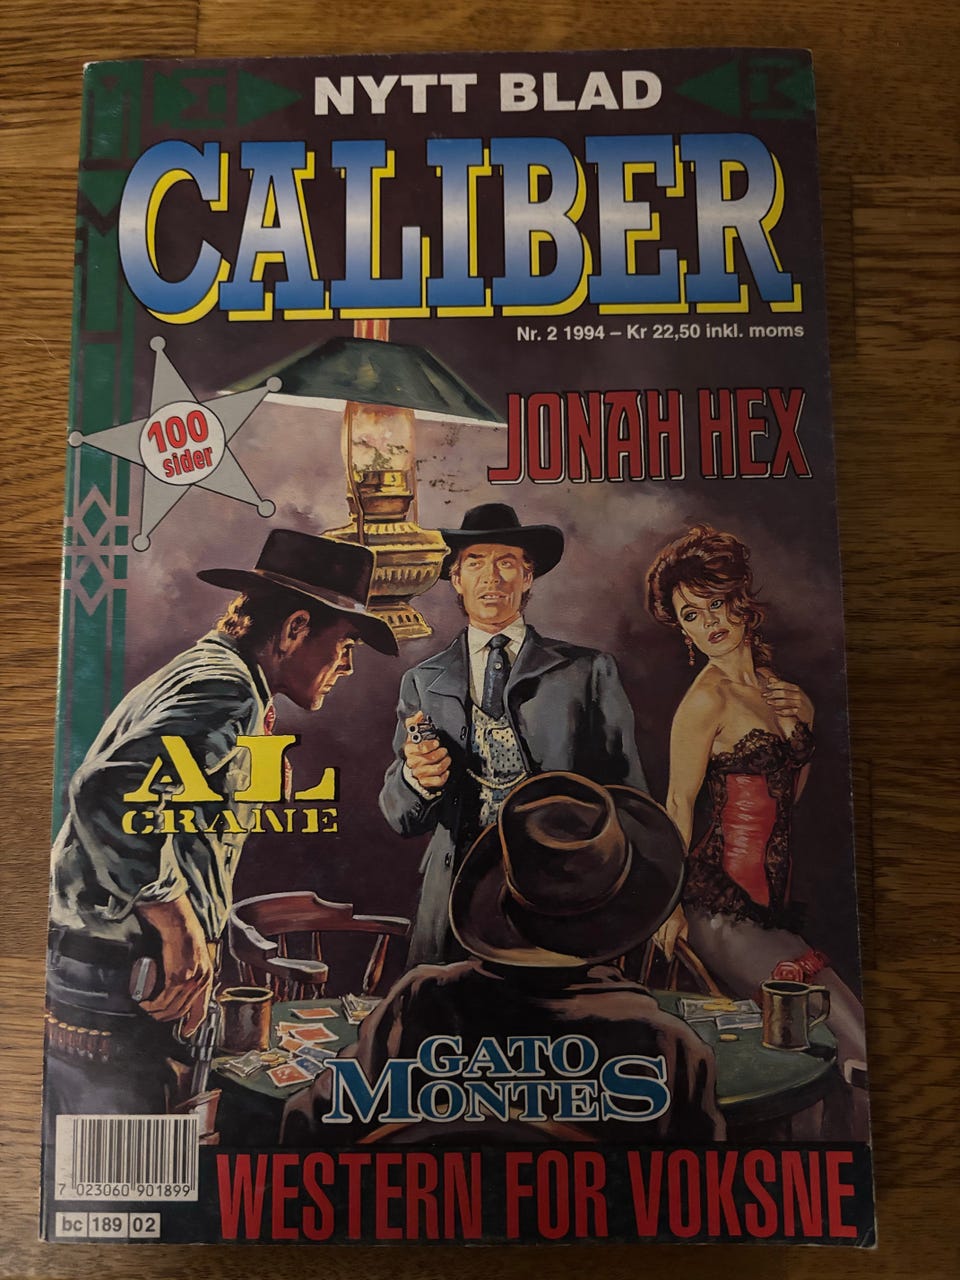 NYTT BLAD
CALIBER
Nr. 2 1994 – Kr 22,50 inkl. moms
100
sider
JONAH HEX
AL
CRANE
GATO
MONTES
7 023060 901899
bc 189 02
WESTERN FOR VOKSNE